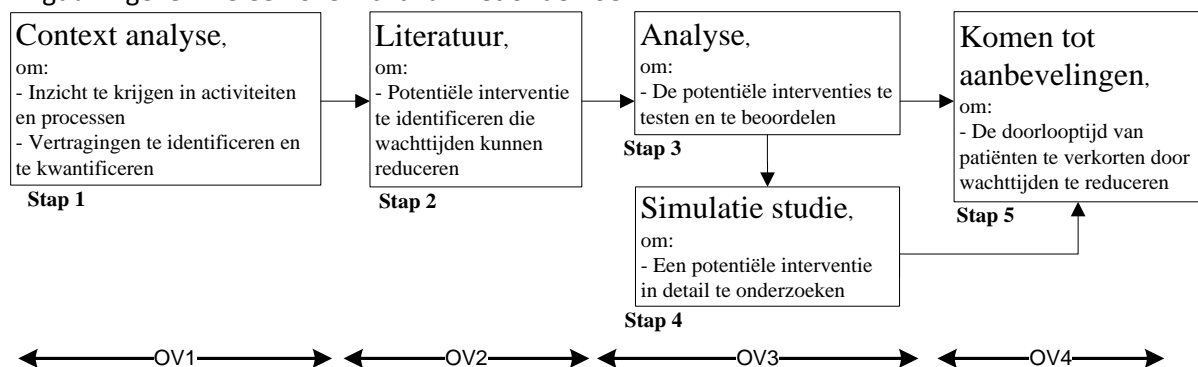 Context analyse,
om:
- Inzicht te krijgen in activiteiten
en processen
- Vertragingen te identificeren en
te kwantificeren
Stap 1
Literatuur,
om:
- Potentiële interventie
te identificeren die
wachttijden kunnen
reduceren
Stap 2
Analyse,
om:
- De potentiële interventies te
testen en te beoordelen
Stap 3
Simulatie studie,
om:
- Een potentiële interventie
in detail te onderzoeken
Stap 4
Komen tot
aanbevelingen,
om:
- De doorlooptijd van
patiënten te verkorten door
wachttijden te reduceren
Stap 5
OV1
OV2
OV3
OV4